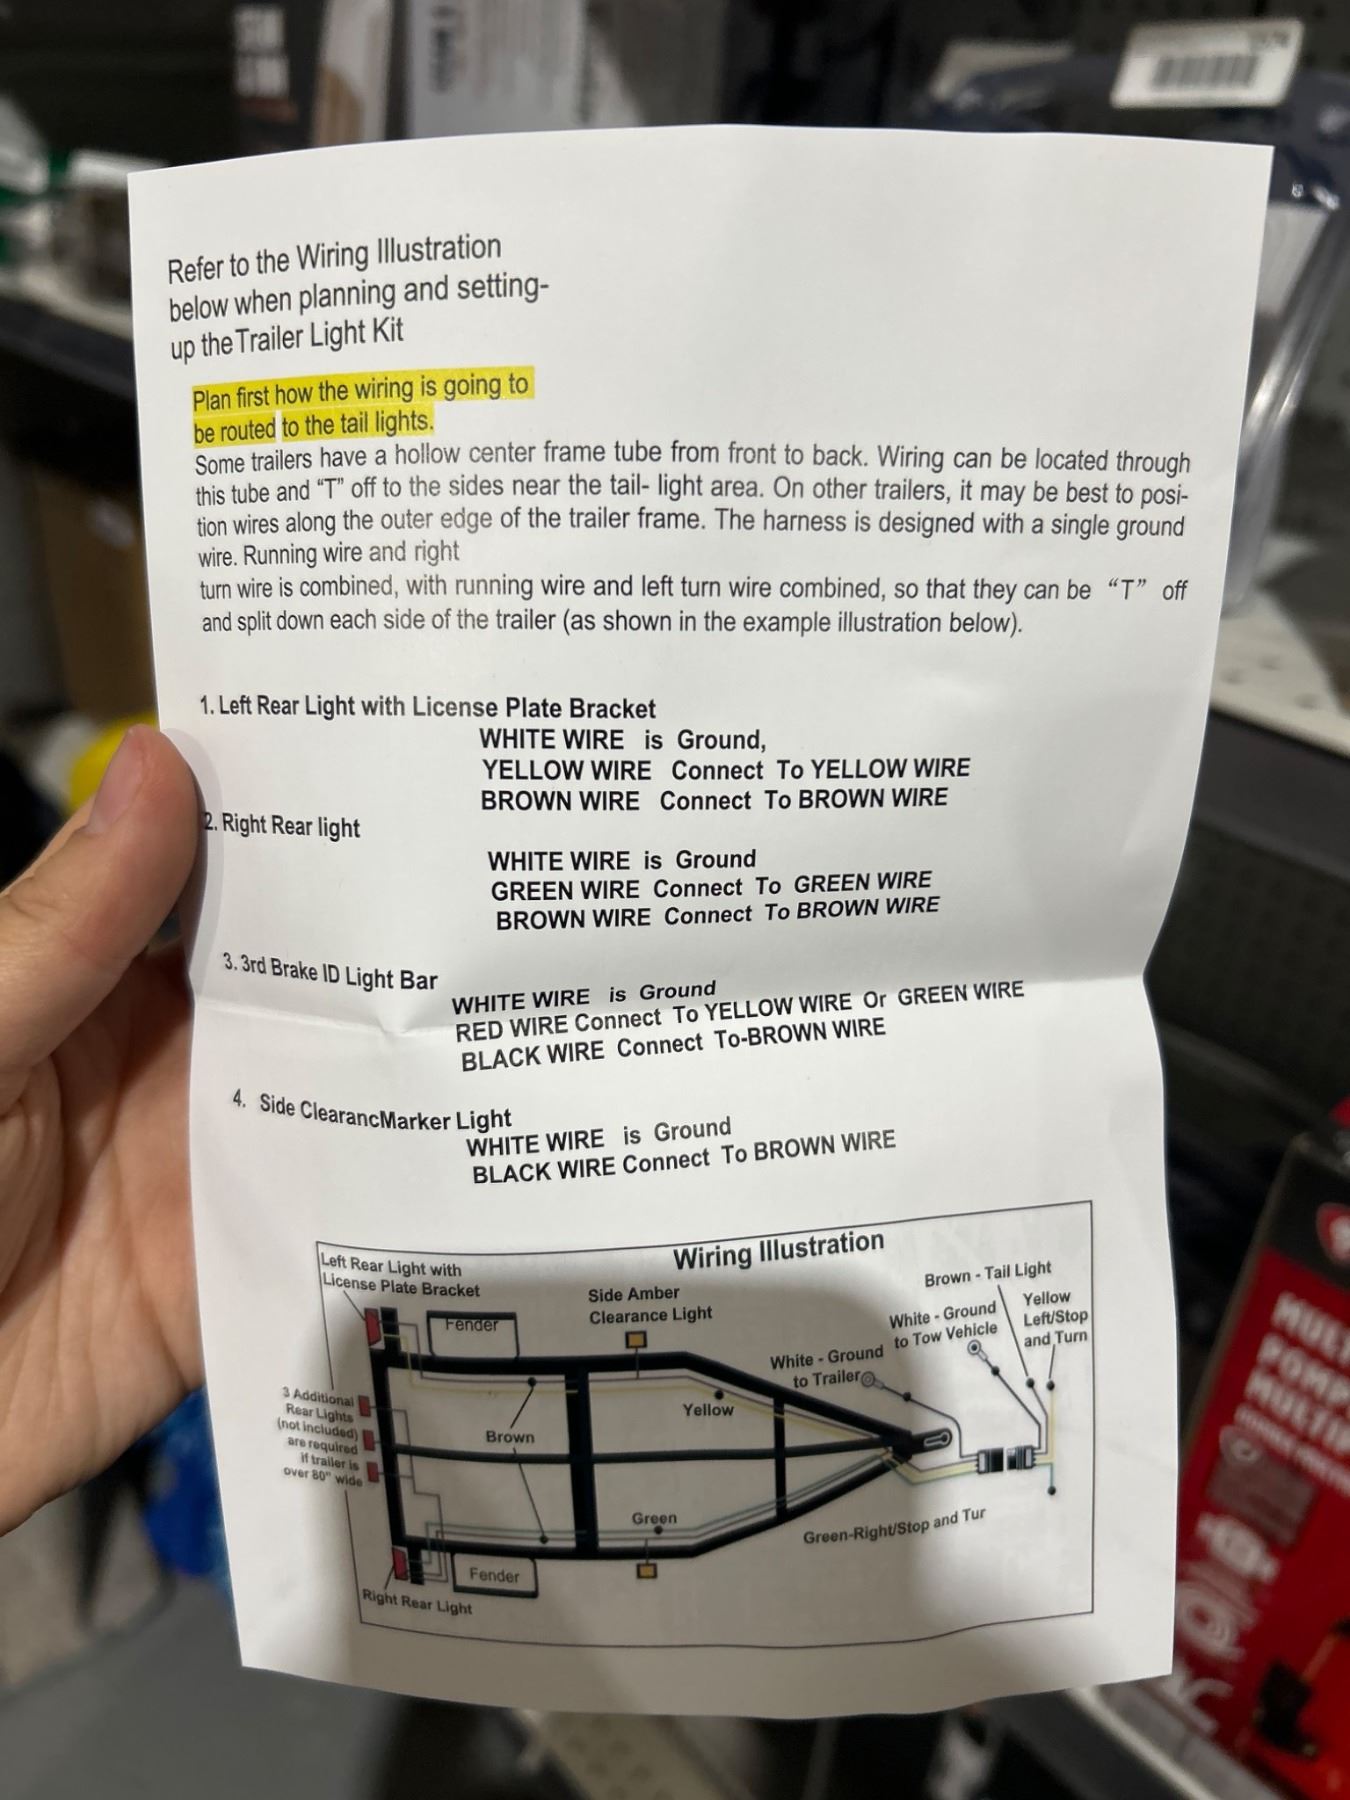 Refer to the Wiring Illustration
below when planning and setting-
up the Trailer Light Kit
Plan first how the wiring is going to
be routed to the tail lights.
Some trailers have a hollow center frame tube from front to back. Wiring can be located through
this tube and “T” off to the sides near the tail- light area. On other trailers, it may be best to posi-
tion wires along the outer edge of the trailer frame. The harness is designed with a single ground
wire. Running wire and right
turn wire is combined, with running wire and left turn wire combined, so that they can be “T” off
and split down each side of the trailer (as shown in the example illustration below).
1. Left Rear Light with License Plate Bracket
WHITE WIRE is Ground,
YELLOW WIRE Connect To YELLOW WIRE
BROWN WIRE Connect To BROWN WIRE
2. Right Rear light
WHITE WIRE is Ground
GREEN WIRE Connect To GREEN WIRE
BROWN WIRE Connect To BROWN WIRE
3. 3rd Brake ID Light Bar
WHITE WIRE is Ground
RED WIRE Connect To YELLOW WIRE Or GREEN WIRE
BLACK WIRE Connect To-BROWN WIRE
4. Side ClearancMarker Light
WHITE WIRE is Ground
BLACK WIRE Connect To BROWN WIRE
Wiring Illustration
Left Rear Light with
License Plate Bracket
Fender
Side Amber
Clearance Light
Brown - Tail Light
White - Ground
to Tow Vehicle
Yellow
Left/Stop
and Turn
White - Ground
to Trailer
3 Additional
Rear Lights
(not included)
are required
if trailer is
over 80" wide
Brown
Yellow
Green
Green-Right/Stop and Tur
Fender
Right Rear Light